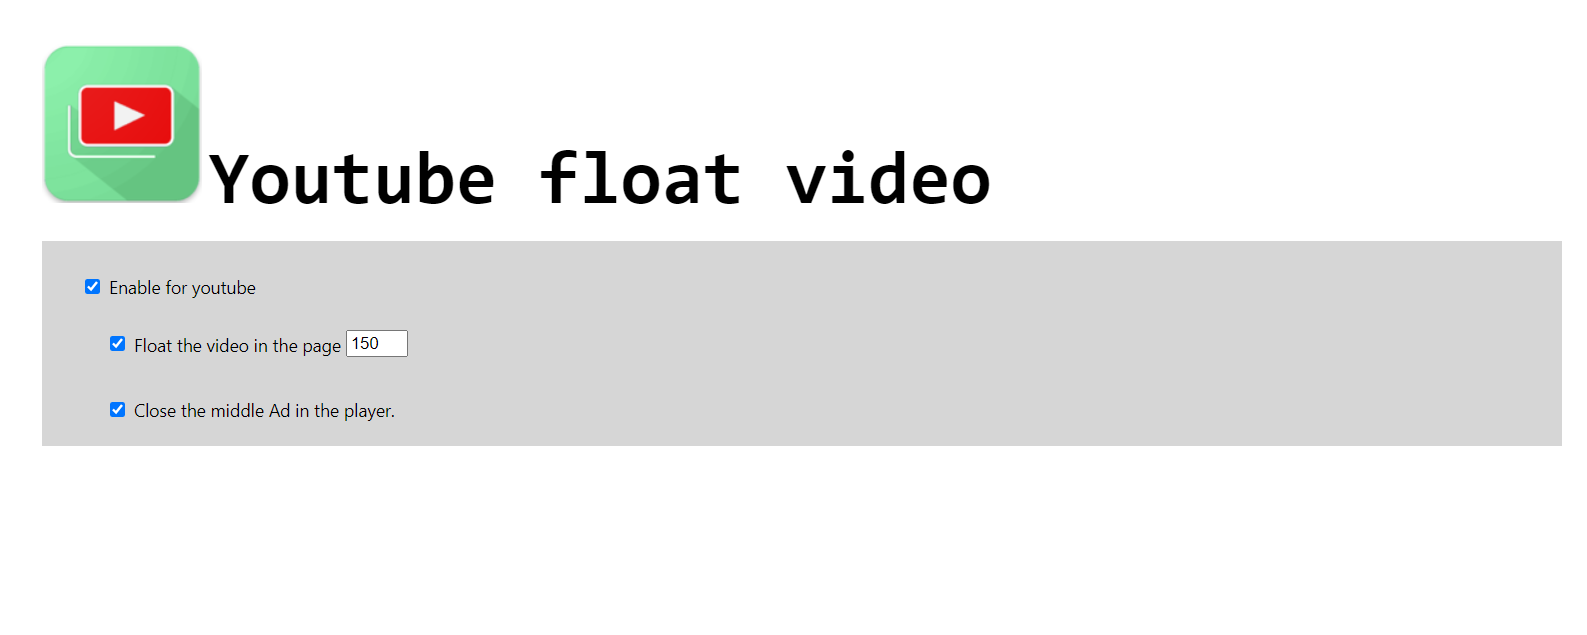 Youtube float video
Enable for youtube
Float the video in the page 150
Close the middle Ad in the player.